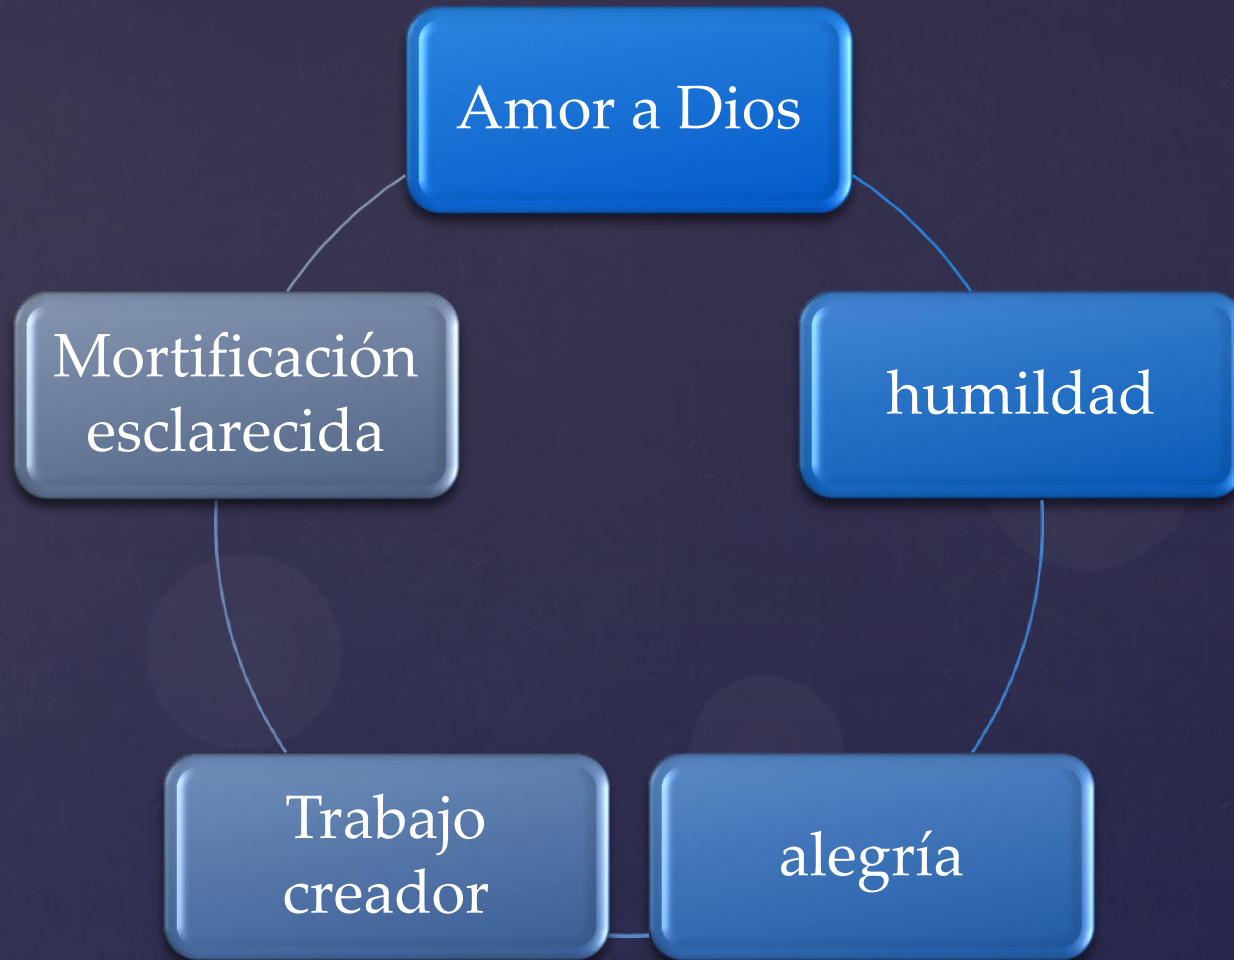 Amor a Dios
humildad
alegría
Trabajo
creador
Mortificación
esclarecida